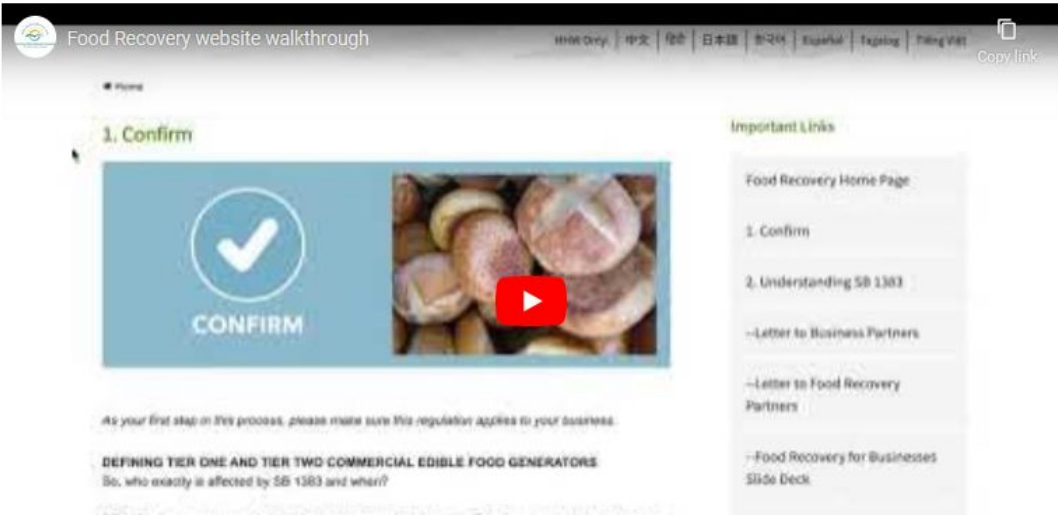 Food Recovery website walkthrough
中文 | हिंदी | 日本語 | 한국어 | Español | Tagalog | Tiếng Việt
Copy link
Home
1. Confirm
CONFIRM
As your first step in this process, please make sure this regulation applies to your business.
DEFINING TIER ONE AND TIER TWO COMMERCIAL EDIBLE FOOD GENERATORS
So, who exactly is affected by SB 1383 and when?
Important Links
Food Recovery Home Page
1. Confirm
2. Understanding SB 1383
--Letter to Business Partners
--Letter to Food Recovery
Partners
--Food Recovery for Businesses
Slide Deck